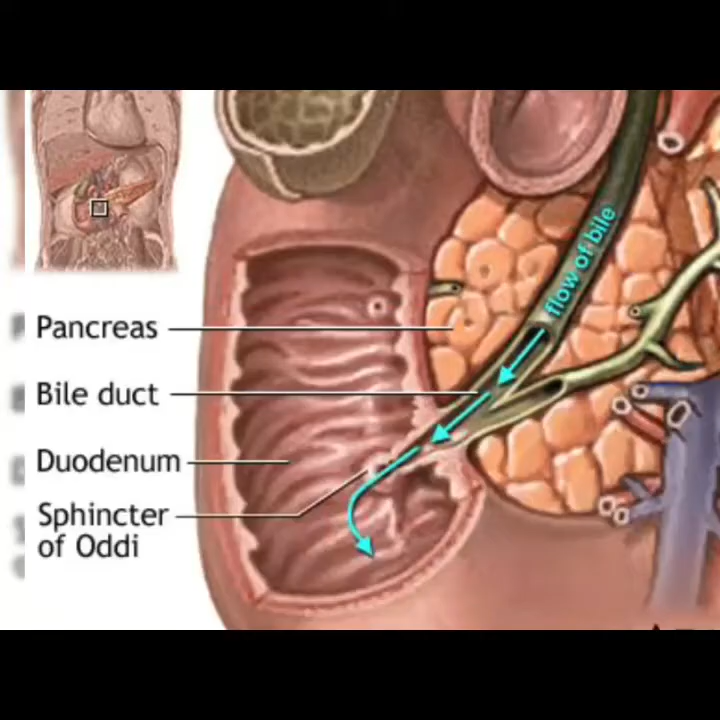 flow of bile
Pancreas
Bile duct
Duodenum
Sphincter
of Oddi